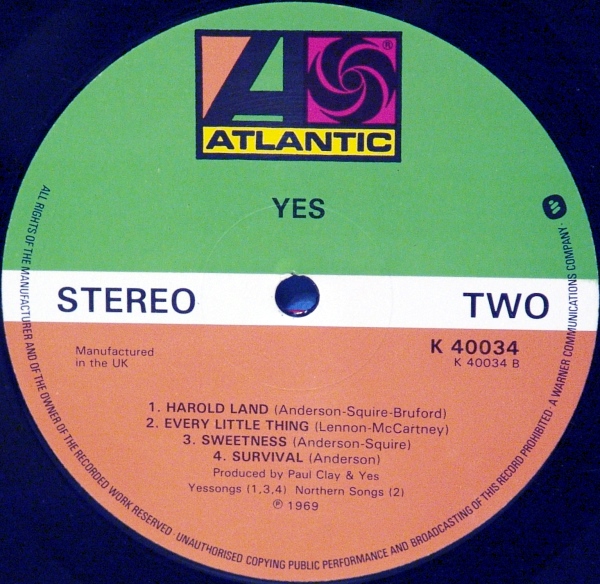 ATLANTIC
®
YES
STEREO
TWO
Manufactured
in the UK
K 40034
K 40034 B
1. HAROLD LAND (Anderson-Squire-Bruford)
2. EVERY LITTLE THING (Lennon-McCartney)
3. SWEETNESS (Anderson-Squire)
4. SURVIVAL (Anderson)
Produced by Paul Clay & Yes
Yessongs (1,3,4) Northern Songs (2)
℗ 1969
ALL RIGHTS OF THE MANUFACTURER AND OF THE OWNER OF THE RECORDED WORK RESERVED · UNAUTHORISED COPYING PUBLIC PERFORMANCE AND BROADCASTING OF THIS RECORD PROHIBITED · A WARNER COMMUNICATIONS COMPANY ·